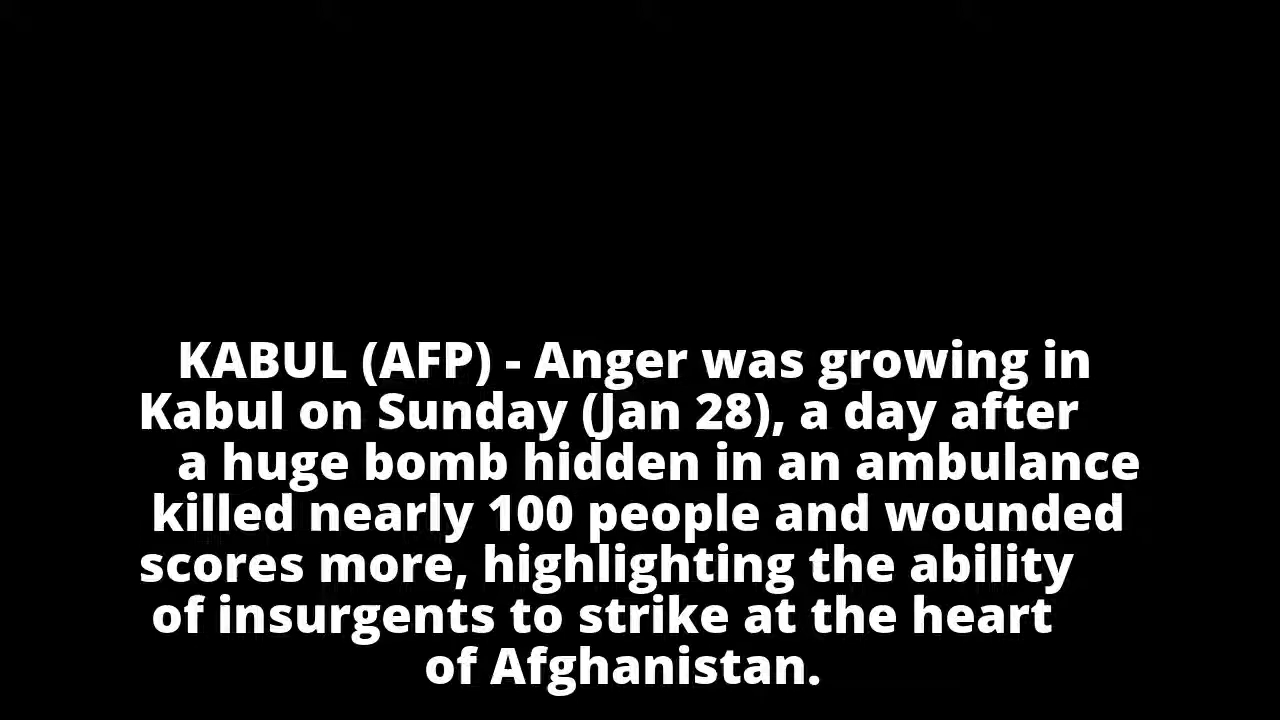 KABUL (AFP) - Anger was growing in
Kabul on Sunday (Jan 28), a day after
a huge bomb hidden in an ambulance
killed nearly 100 people and wounded
scores more, highlighting the ability
of insurgents to strike at the heart
of Afghanistan.